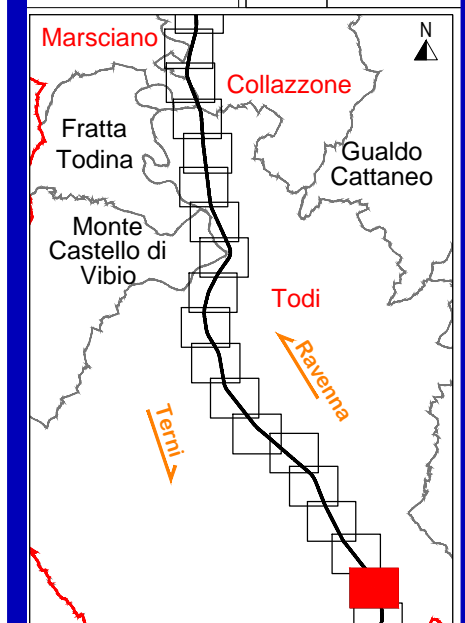 N
Marsciano
Collazzone
Fratta
Todina
Gualdo
Cattaneo
Monte
Castello di
Vibio
Todi
Ravenna
Terni